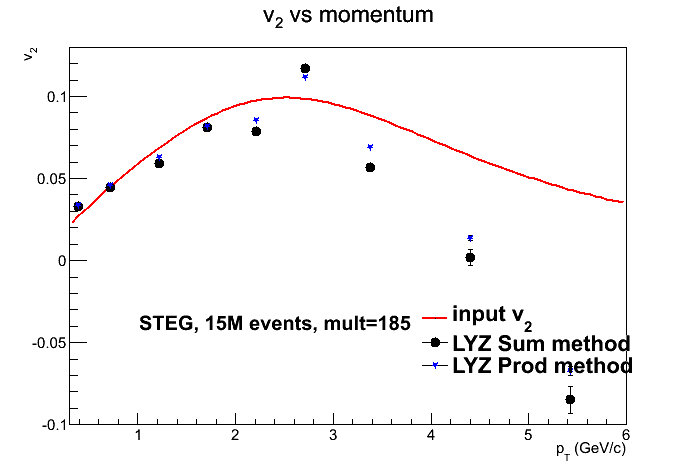 v2 vs momentum
v2
0.1
0.05
0
-0.05
-0.1
STEG, 15M events, mult=185
input v2
LYZ Sum method
LYZ Prod method
1 2 3 4 5 6
pT (GeV/c)